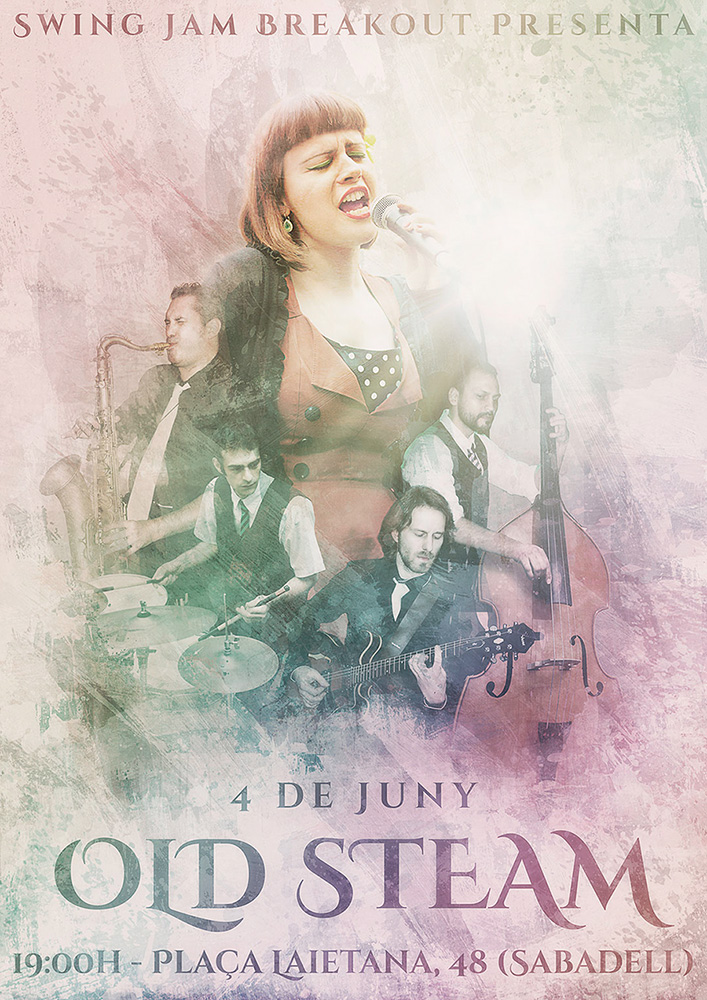 Swing Jam Breakout presenta
4 de juny
Old Steam
19:00h - Plaça Laietana, 48 (Sabadell)